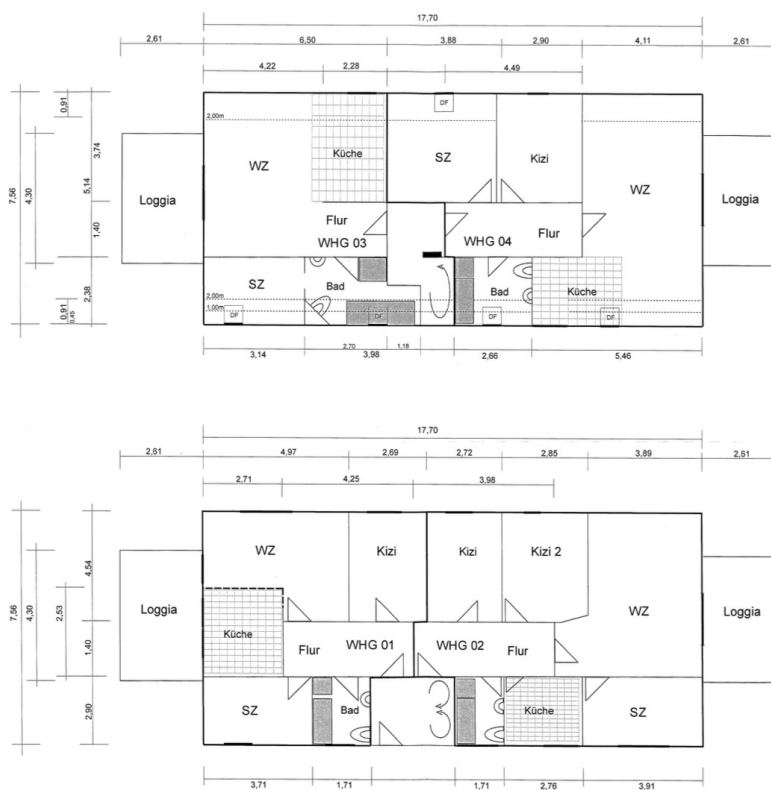 17,70
2,61 6,50 3,88 2,90 4,11 2,61
4,22 2,28 4,49
0,91
DF
2,00m
3,74
Küche
SZ Kizi
WZ WZ
7,56 4,30 5,14
Loggia Loggia
Flur Flur
1,40
WHG 03 WHG 04
SZ Bad Bad Küche
2,38
2,00m
0,91 0,45 1,00m
DF DF DF DF
2,70 1,18
3,14 3,98 2,66 5,46
17,70
2,61 4,97 2,69 2,72 2,85 3,89 2,61
2,71 4,25 3,98
WZ Kizi Kizi Kizi 2 WZ
4,54
7,56 4,30 2,53
Loggia Loggia
Küche
1,40
Flur WHG 01 WHG 02 Flur
2,90
SZ Bad Küche SZ
3,71 1,71 1,71 2,76 3,91